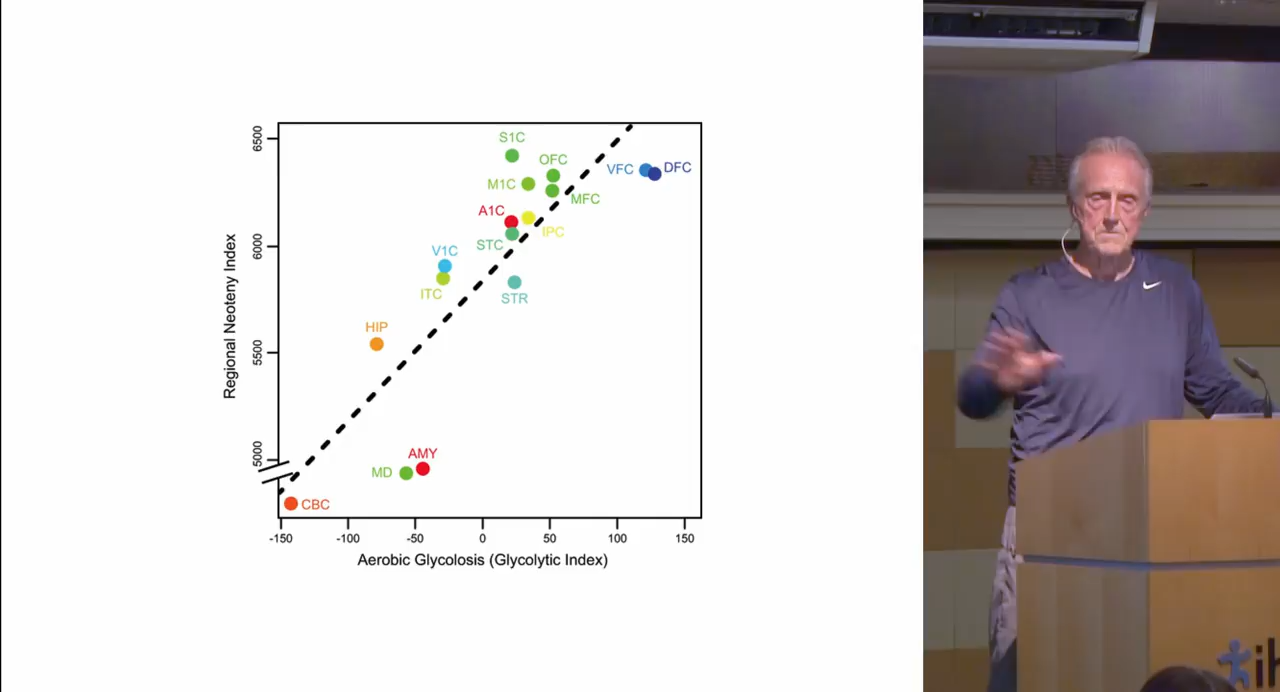 S1C
OFC
VFC
DFC
M1C
MFC
A1C
IPC
STC
V1C
ITC
STR
HIP
AMY
MD
CBC
6500
6000
5500
5000
Regional Neoteny Index
-150 -100 -50 0 50 100 150
Aerobic Glycolosis (Glycolytic Index)